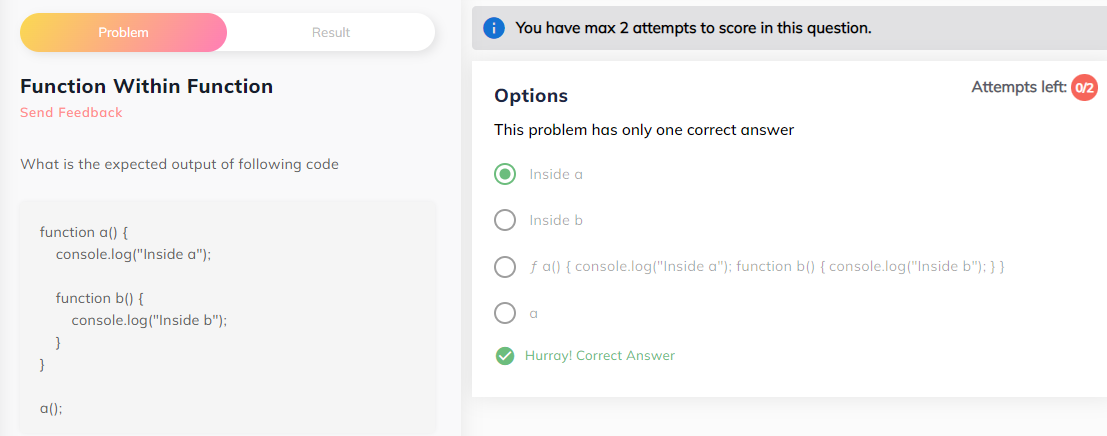 Problem
Result
Function Within Function
Send Feedback
What is the expected output of following code
function a() {
    console.log("Inside a");

    function b() {
        console.log("Inside b");
    }
}

a();
You have max 2 attempts to score in this question.
Attempts left: 0/2
Options
This problem has only one correct answer
Inside a
Inside b
ƒ a() { console.log("Inside a"); function b() { console.log("Inside b"); } }
a
Hurray! Correct Answer